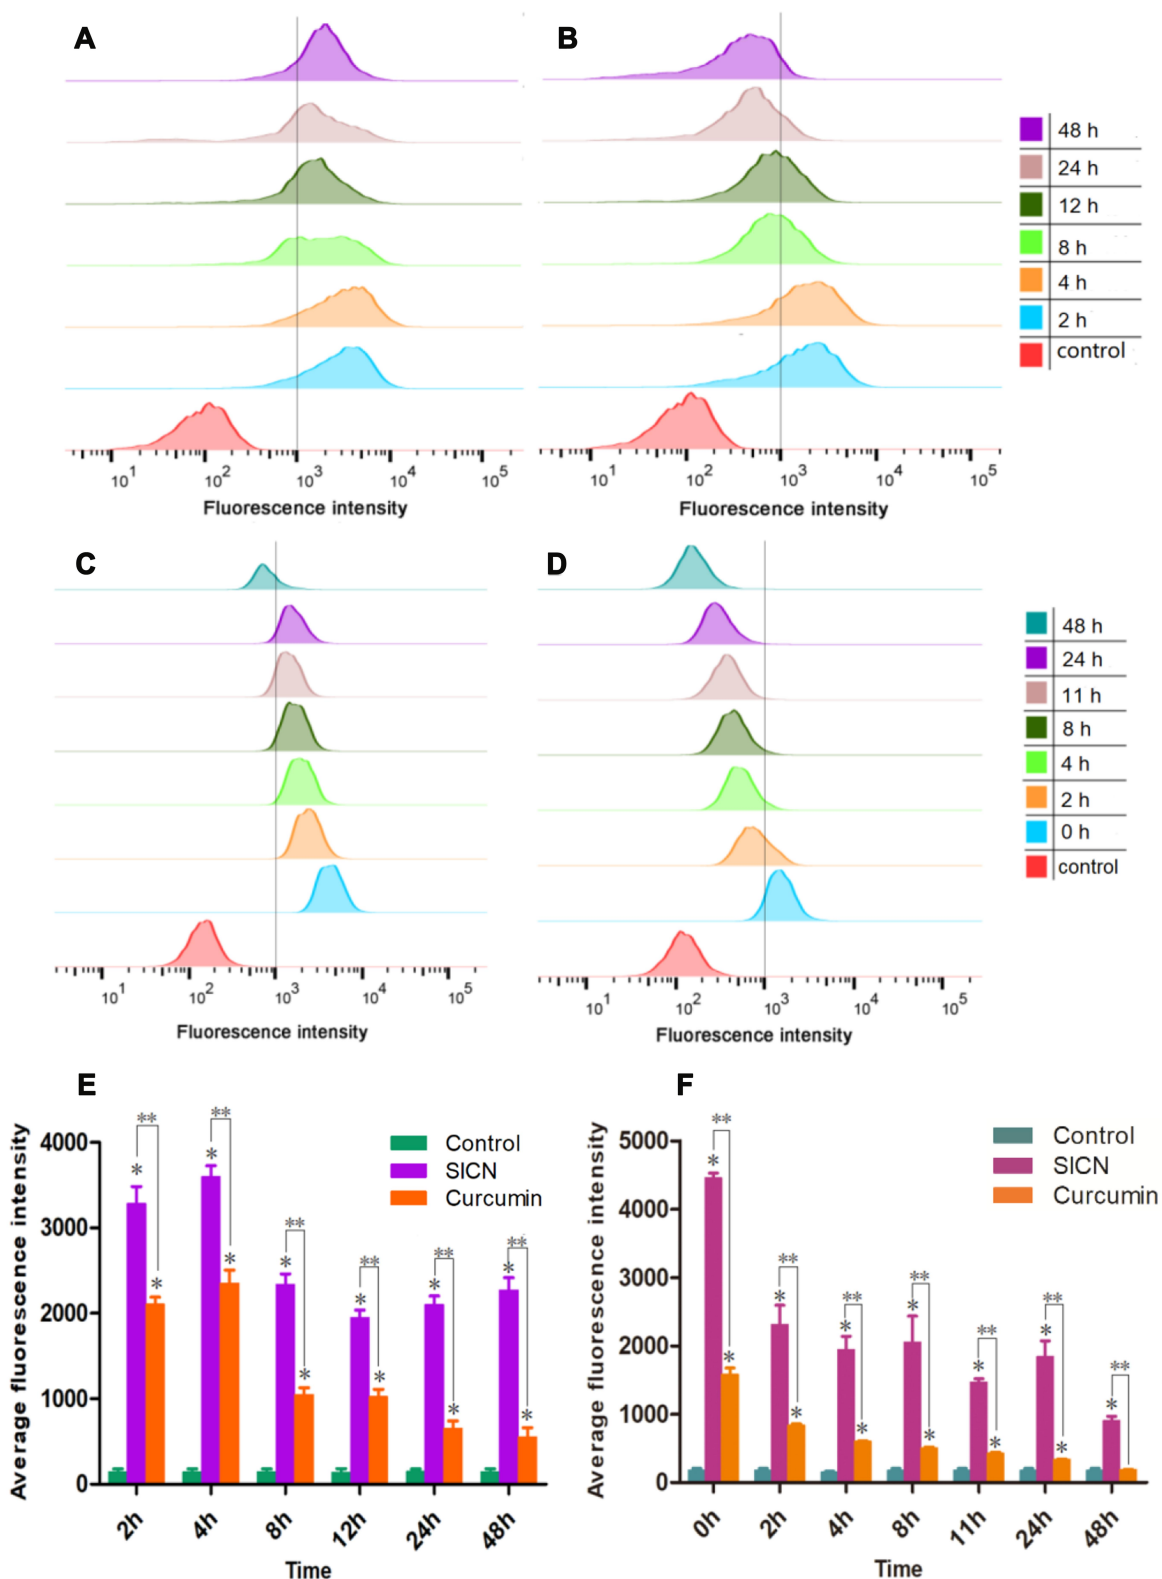 A
B
48 h
24 h
12 h
8 h
4 h
2 h
control
10^1 10^2 10^3 10^4 10^5
10^1 10^2 10^3 10^4 10^5
Fluorescence intensity
Fluorescence intensity
C
D
48 h
24 h
11 h
8 h
4 h
2 h
0 h
control
10^1 10^2 10^3 10^4 10^5
10^1 10^2 10^3 10^4 10^5
Fluorescence intensity
Fluorescence intensity
E
Average fluorescence intensity
4000
3000
2000
1000
0
** ** ** ** ** **
* * * * * *
* * * * * *
Control
SICN
Curcumin
2h 4h 8h 12h 24h 48h
Time
F
Average fluorescence intensity
5000
4000
3000
2000
1000
0
** ** ** ** ** ** **
* * * * * * *
* * * * * *
Control
SICN
Curcumin
0h 2h 4h 8h 11h 24h 48h
Time